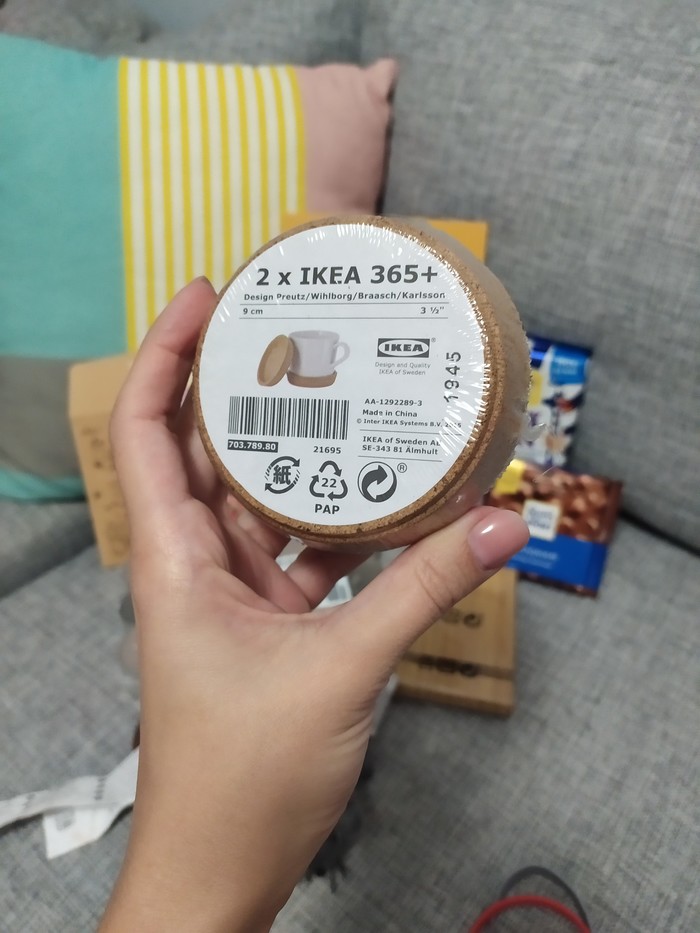 2 x IKEA 365+
Design Preutz/Wihlborg/Braasch/Karlsson
9 cm 3 ½"
IKEA®
Design and Quality
IKEA of Sweden
1945
AA-1292289-3
Made in China
© Inter IKEA Systems B.V. 2016
703.789.80 21695
IKEA of Sweden AB
SE-343 81 Älmhult
紙
22
PAP
®